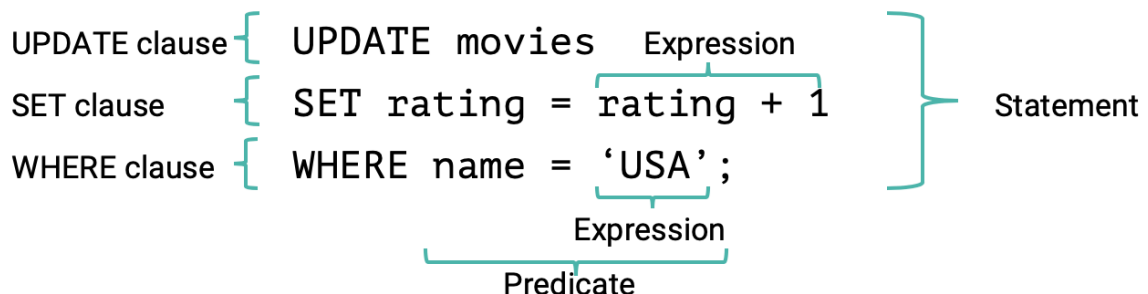 UPDATE clause UPDATE movies Expression
SET clause SET rating = rating + 1 Statement
WHERE clause WHERE name = ‘USA’;
Expression
Predicate